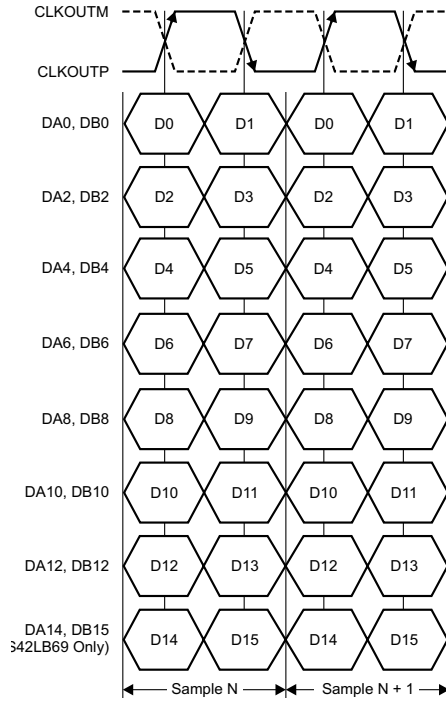 CLKOUTM
CLKOUTP
DA0, DB0 D0 D1 D0 D1
DA2, DB2 D2 D3 D2 D3
DA4, DB4 D4 D5 D4 D5
DA6, DB6 D6 D7 D6 D7
DA8, DB8 D8 D9 D8 D9
DA10, DB10 D10 D11 D10 D11
DA12, DB12 D12 D13 D12 D13
DA14, DB15 D14 D15 D14 D15
S42LB69 Only)
Sample N Sample N + 1